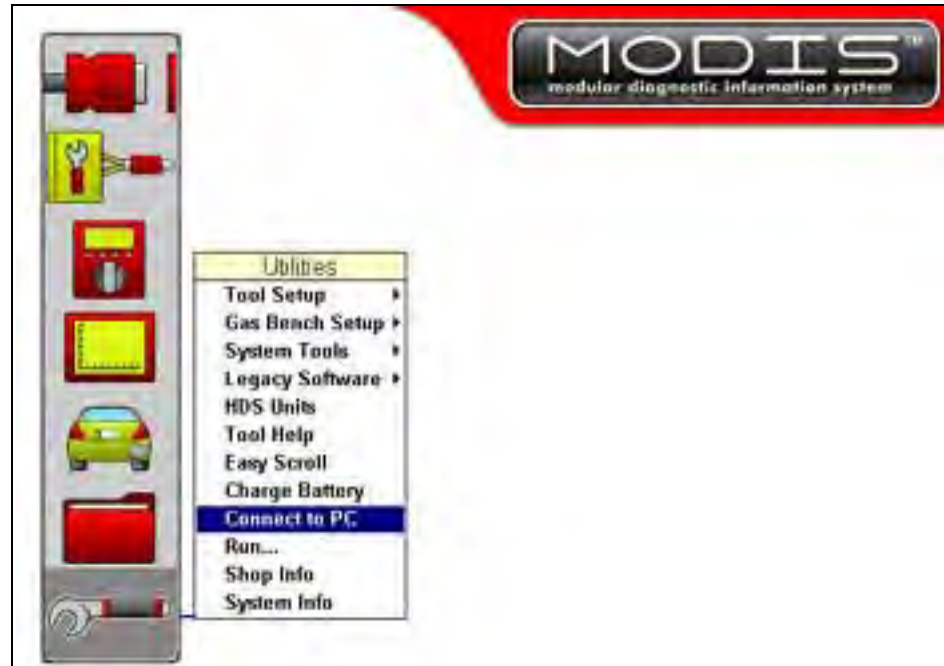 MODIS™
modular diagnostic information system
Utilities
Tool Setup
Gas Bench Setup
System Tools
Legacy Software
HDS Units
Tool Help
Easy Scroll
Charge Battery
Connect to PC
Run...
Shop Info
System Info